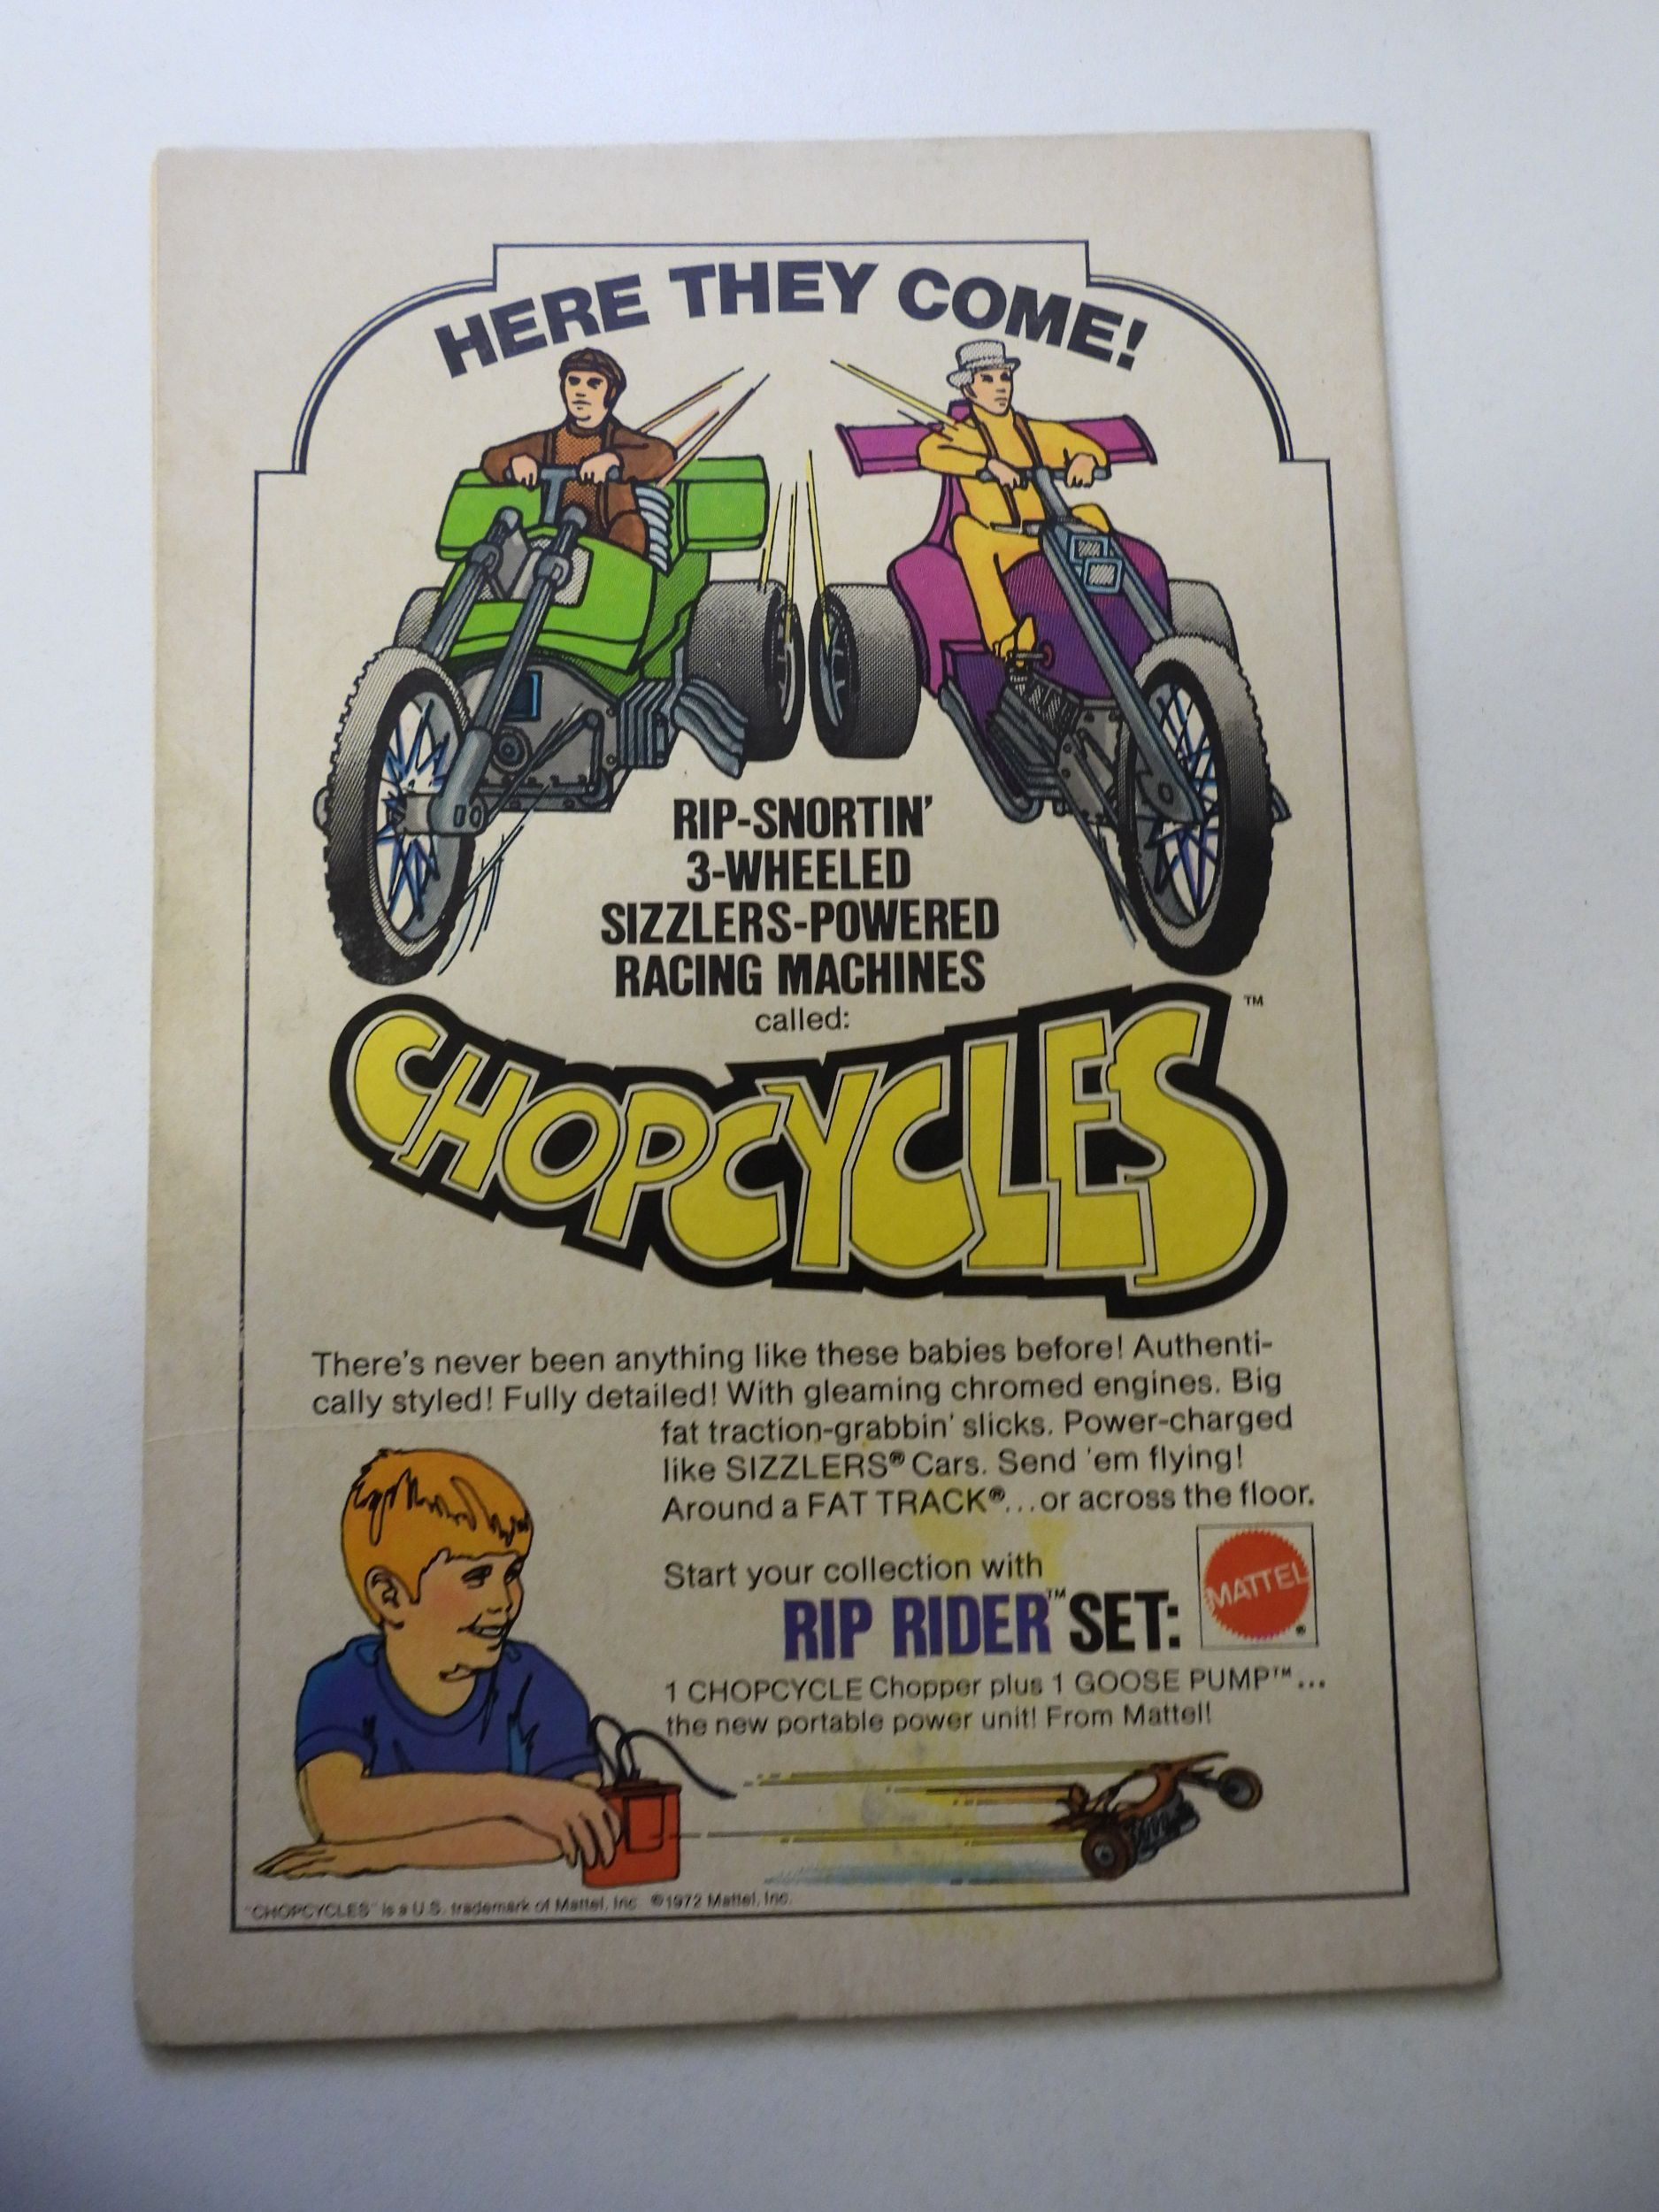 HERE THEY COME!
RIP-SNORTIN'
3-WHEELED
SIZZLERS-POWERED
RACING MACHINES
called:
CHOPCYCLES™
There's never been anything like these babies before! Authenti-
cally styled! Fully detailed! With gleaming chromed engines. Big
fat traction-grabbin' slicks. Power-charged
like SIZZLERS® Cars. Send 'em flying!
Around a FAT TRACK®...or across the floor.
Start your collection with
RIP RIDER™ SET:
MATTEL®
1 CHOPCYCLE Chopper plus 1 GOOSE PUMP™...
the new portable power unit! From Mattel!
"CHOPCYCLES" is a U.S. trademark of Mattel, Inc. ©1972 Mattel, Inc.